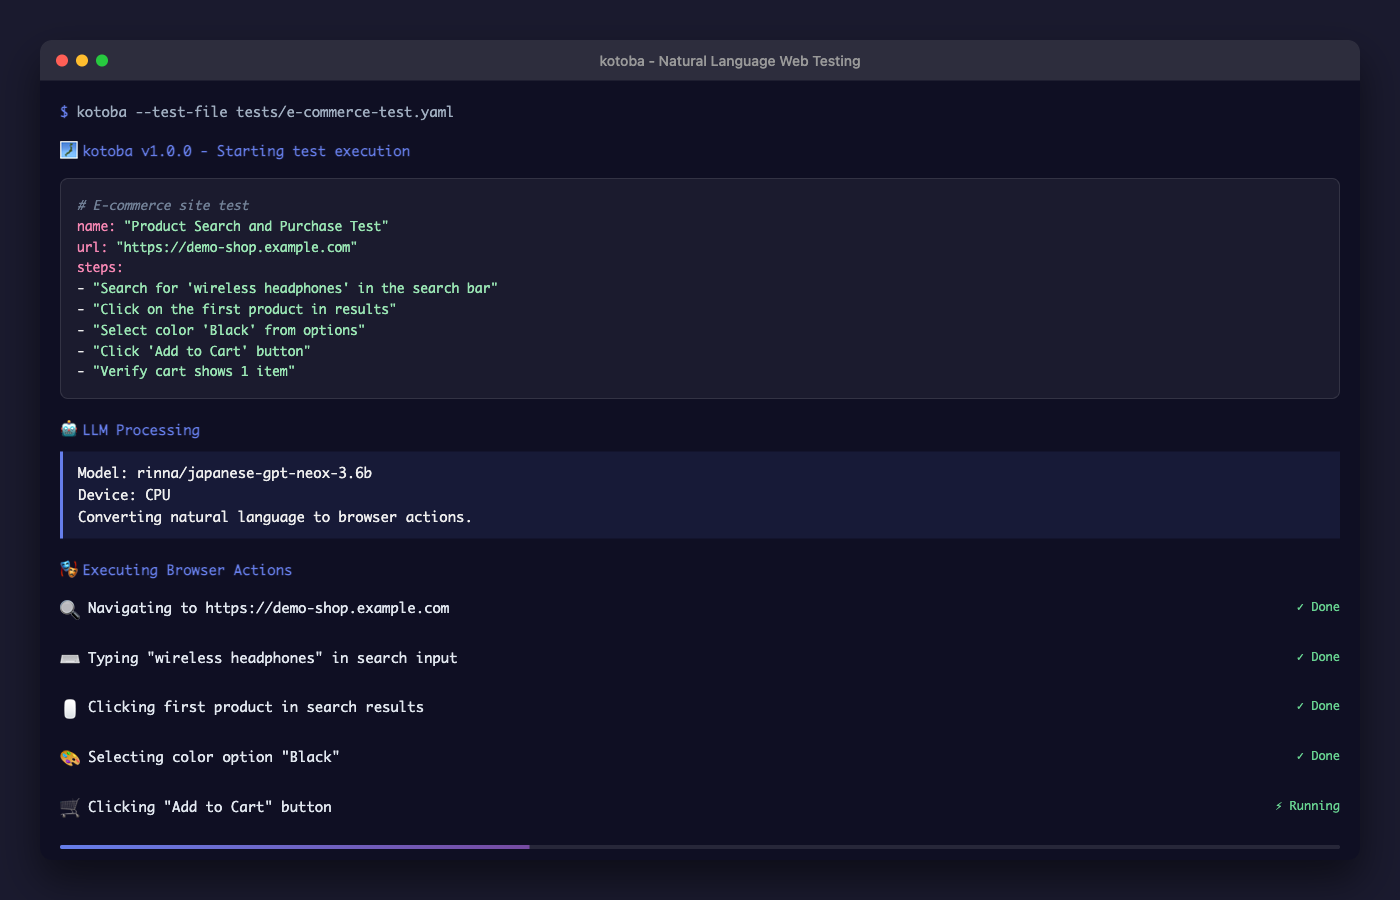 kotoba - Natural Language Web Testing
$ kotoba --test-file tests/e-commerce-test.yaml
kotoba v1.0.0 - Starting test execution
# E-commerce site test
name: "Product Search and Purchase Test"
url: "https://demo-shop.example.com"
steps:
- "Search for 'wireless headphones' in the search bar"
- "Click on the first product in results"
- "Select color 'Black' from options"
- "Click 'Add to Cart' button"
- "Verify cart shows 1 item"
LLM Processing
Model: rinna/japanese-gpt-neox-3.6b
Device: CPU
Converting natural language to browser actions.
Executing Browser Actions
Navigating to https://demo-shop.example.com ✓ Done
Typing "wireless headphones" in search input ✓ Done
Clicking first product in search results ✓ Done
Selecting color option "Black" ✓ Done
Clicking "Add to Cart" button ⚡ Running